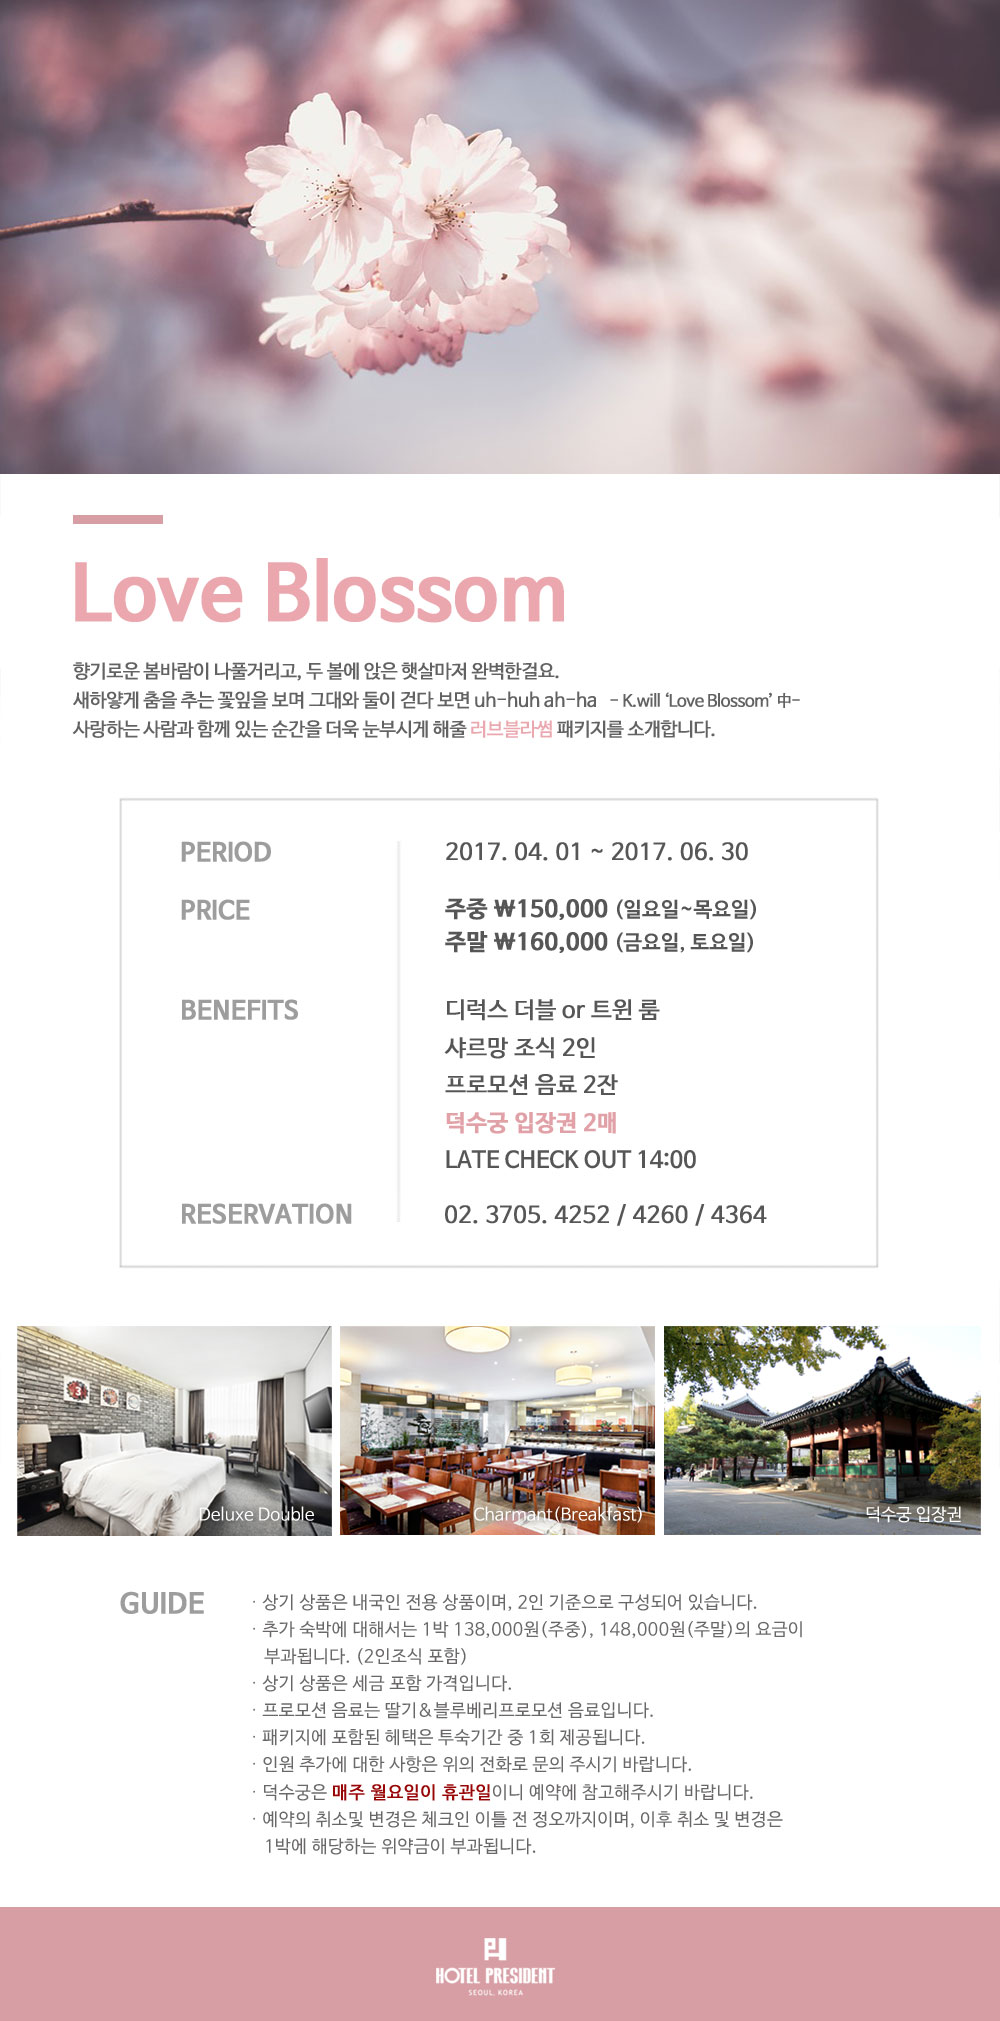 Love Blossom
향기로운 봄바람이 나풀거리고, 두 볼에 앉은 햇살마저 완벽한걸요.
새하얗게 춤을 추는 꽃잎을 보며 그대와 둘이 걷다 보면 uh-huh ah-ha - K.will ‘Love Blossom’ 中-
사랑하는 사람과 함께 있는 순간을 더욱 눈부시게 해줄 러브블라썸 패키지를 소개합니다.
PERIOD 2017. 04. 01 ~ 2017. 06. 30
PRICE 주중 ₩150,000 (일요일~목요일)
주말 ₩160,000 (금요일, 토요일)
BENEFITS 디럭스 더블 or 트윈 룸
샤르망 조식 2인
프로모션 음료 2잔
덕수궁 입장권 2매
LATE CHECK OUT 14:00
RESERVATION 02. 3705. 4252 / 4260 / 4364
Deluxe Double
Charmant(Breakfast)
덕수궁 입장권
GUIDE
· 상기 상품은 내국인 전용 상품이며, 2인 기준으로 구성되어 있습니다.
· 추가 숙박에 대해서는 1박 138,000원(주중), 148,000원(주말)의 요금이
부과됩니다. (2인조식 포함)
· 상기 상품은 세금 포함 가격입니다.
· 프로모션 음료는 딸기&블루베리프로모션 음료입니다.
· 패키지에 포함된 헤택은 투숙기간 중 1회 제공됩니다.
· 인원 추가에 대한 사항은 위의 전화로 문의 주시기 바랍니다.
· 덕수궁은 매주 월요일이 휴관일이니 예약에 참고해주시기 바랍니다.
· 예약의 취소및 변경은 체크인 이틀 전 정오까지이며, 이후 취소 및 변경은
1박에 해당하는 위약금이 부과됩니다.
HOTEL PRESIDENT
SEOUL, KOREA